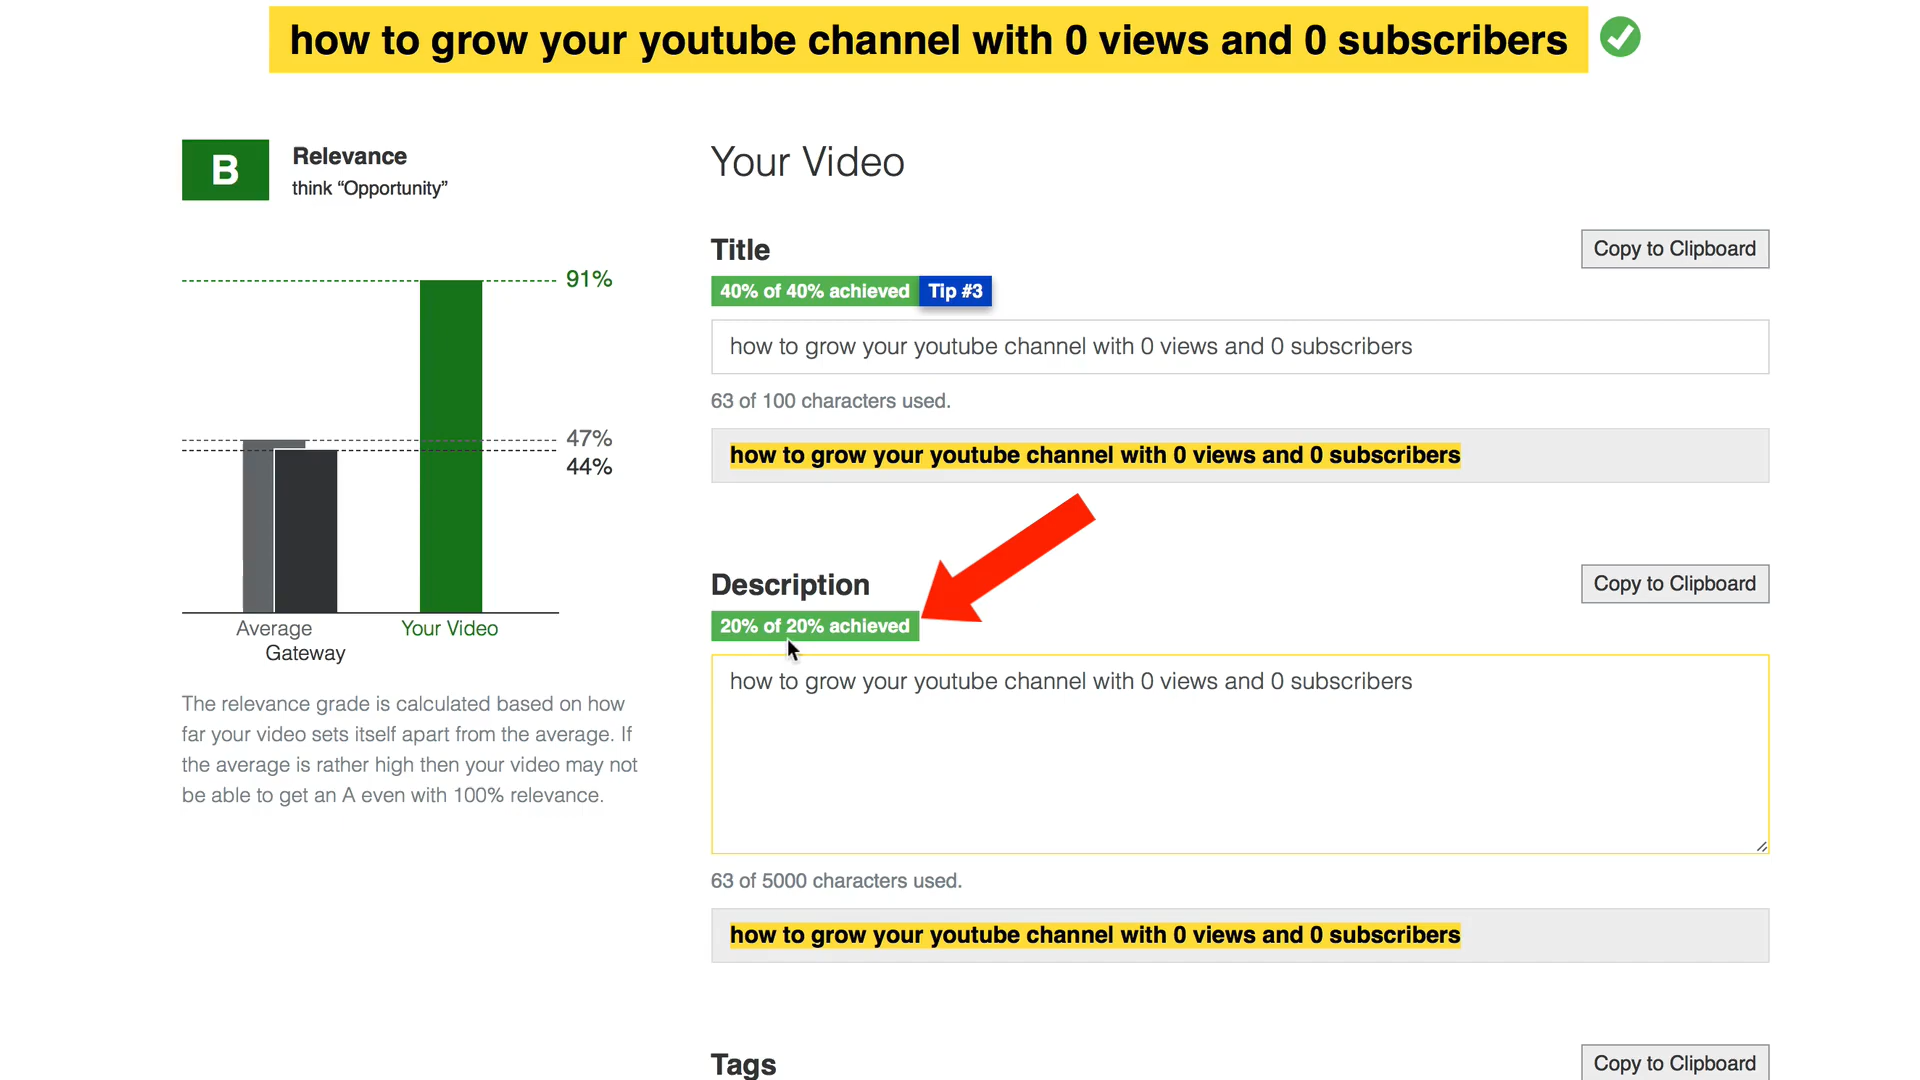 how to grow your youtube channel with 0 views and 0 subscribers
B
Relevance
think “Opportunity”
91%
47%
44%
Average
Gateway
Your Video
The relevance grade is calculated based on how
far your video sets itself apart from the average. If
the average is rather high then your video may not
be able to get an A even with 100% relevance.
Your Video
Title
Copy to Clipboard
40% of 40% achieved
Tip #3
how to grow your youtube channel with 0 views and 0 subscribers
63 of 100 characters used.
how to grow your youtube channel with 0 views and 0 subscribers
Description
Copy to Clipboard
20% of 20% achieved
how to grow your youtube channel with 0 views and 0 subscribers
63 of 5000 characters used.
how to grow your youtube channel with 0 views and 0 subscribers
Tags
Copy to Clipboard